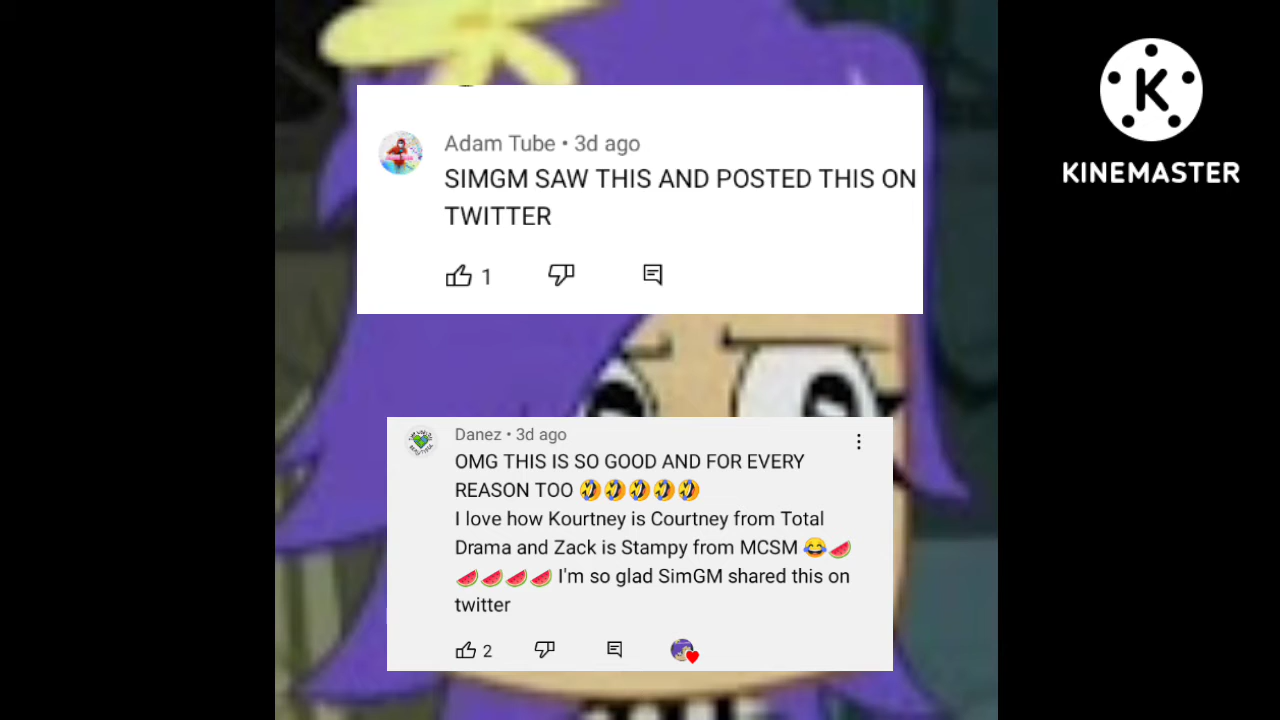 K
KINEMASTER
Adam Tube • 3d ago
SIMGM SAW THIS AND POSTED THIS ON
TWITTER
1
Danez • 3d ago
OMG THIS IS SO GOOD AND FOR EVERY
REASON TOO 🤣🤣🤣🤣🤣
I love how Kourtney is Courtney from Total
Drama and Zack is Stampy from MCSM 😂🍉
🍉🍉🍉🍉 I'm so glad SimGM shared this on
twitter
2